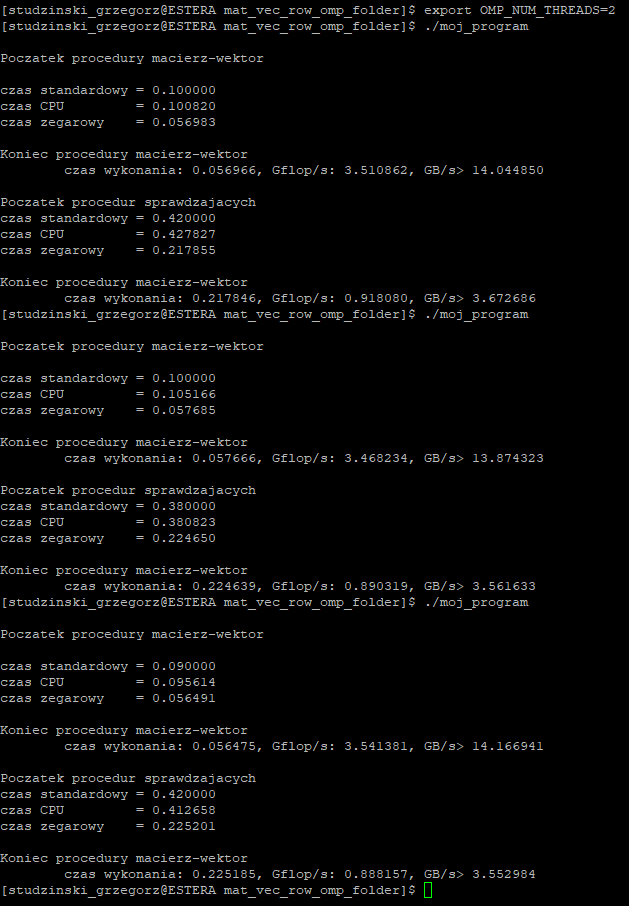 [studzinski_grzegorz@ESTERA mat_vec_row_omp_folder]$ export OMP_NUM_THREADS=2
[studzinski_grzegorz@ESTERA mat_vec_row_omp_folder]$ ./moj_program
Poczatek procedury macierz-wektor
czas standardowy = 0.100000
czas CPU         = 0.100820
czas zegarowy    = 0.056983
Koniec procedury macierz-wektor
        czas wykonania: 0.056966, Gflop/s: 3.510862, GB/s> 14.044850
Poczatek procedur sprawdzajacych
czas standardowy = 0.420000
czas CPU         = 0.427827
czas zegarowy    = 0.217855
Koniec procedury macierz-wektor
        czas wykonania: 0.217846, Gflop/s: 0.918080, GB/s> 3.672686
[studzinski_grzegorz@ESTERA mat_vec_row_omp_folder]$ ./moj_program
Poczatek procedury macierz-wektor
czas standardowy = 0.100000
czas CPU         = 0.105166
czas zegarowy    = 0.057685
Koniec procedury macierz-wektor
        czas wykonania: 0.057666, Gflop/s: 3.468234, GB/s> 13.874323
Poczatek procedur sprawdzajacych
czas standardowy = 0.380000
czas CPU         = 0.380823
czas zegarowy    = 0.224650
Koniec procedury macierz-wektor
        czas wykonania: 0.224639, Gflop/s: 0.890319, GB/s> 3.561633
[studzinski_grzegorz@ESTERA mat_vec_row_omp_folder]$ ./moj_program
Poczatek procedury macierz-wektor
czas standardowy = 0.090000
czas CPU         = 0.095614
czas zegarowy    = 0.056491
Koniec procedury macierz-wektor
        czas wykonania: 0.056475, Gflop/s: 3.541381, GB/s> 14.166941
Poczatek procedur sprawdzajacych
czas standardowy = 0.420000
czas CPU         = 0.412658
czas zegarowy    = 0.225201
Koniec procedury macierz-wektor
        czas wykonania: 0.225185, Gflop/s: 0.888157, GB/s> 3.552984
[studzinski_grzegorz@ESTERA mat_vec_row_omp_folder]$